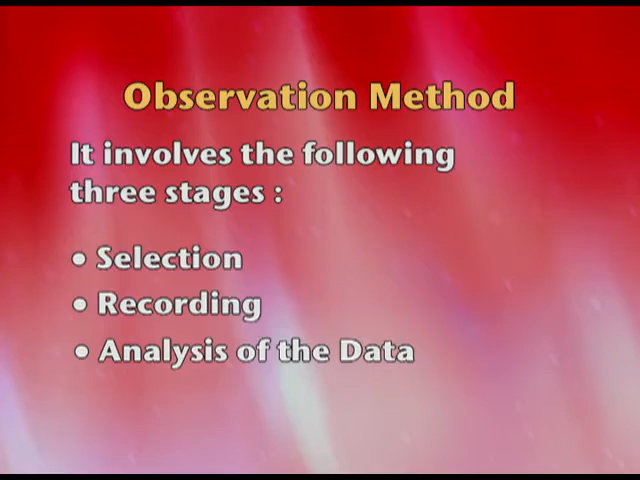 Observation Method
It involves the following
three stages :
• Selection
• Recording
• Analysis of the Data